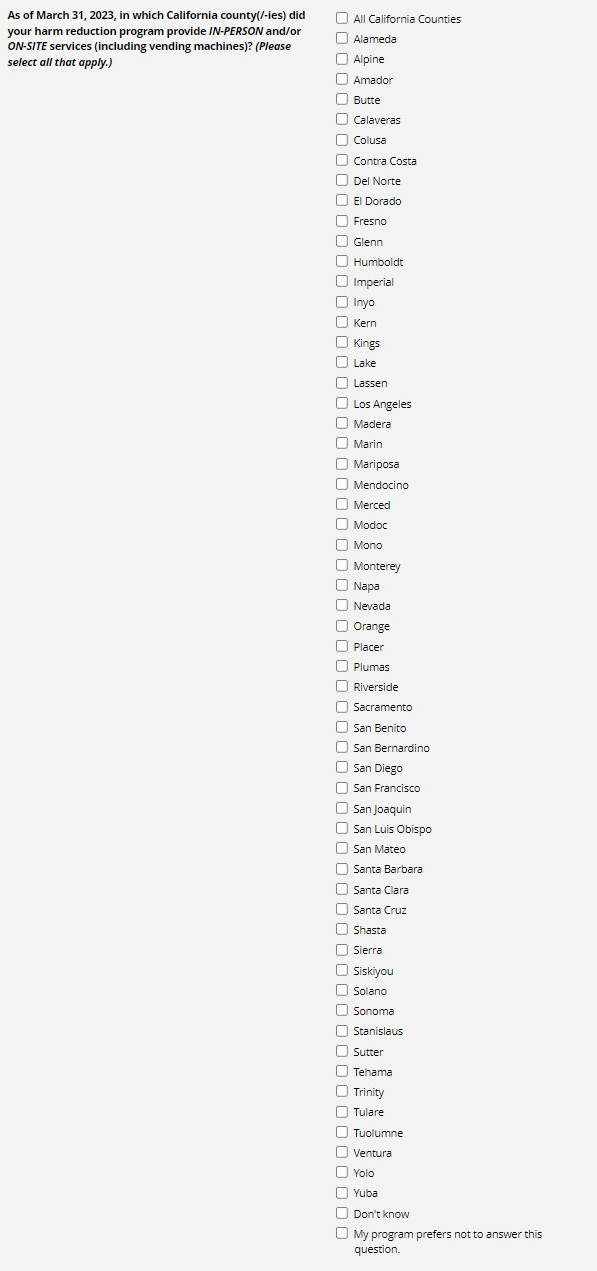 As of March 31, 2023, in which California county(/-ies) did
your harm reduction program provide IN-PERSON and/or
ON-SITE services (including vending machines)? (Please
select all that apply.)
All California Counties
Alameda
Alpine
Amador
Butte
Calaveras
Colusa
Contra Costa
Del Norte
El Dorado
Fresno
Glenn
Humboldt
Imperial
Inyo
Kern
Kings
Lake
Lassen
Los Angeles
Madera
Marin
Mariposa
Mendocino
Merced
Modoc
Mono
Monterey
Napa
Nevada
Orange
Placer
Plumas
Riverside
Sacramento
San Benito
San Bernardino
San Diego
San Francisco
San Joaquin
San Luis Obispo
San Mateo
Santa Barbara
Santa Clara
Santa Cruz
Shasta
Sierra
Siskiyou
Solano
Sonoma
Stanislaus
Sutter
Tehama
Trinity
Tulare
Tuolumne
Ventura
Yolo
Yuba
Don't know
My program prefers not to answer this
question.